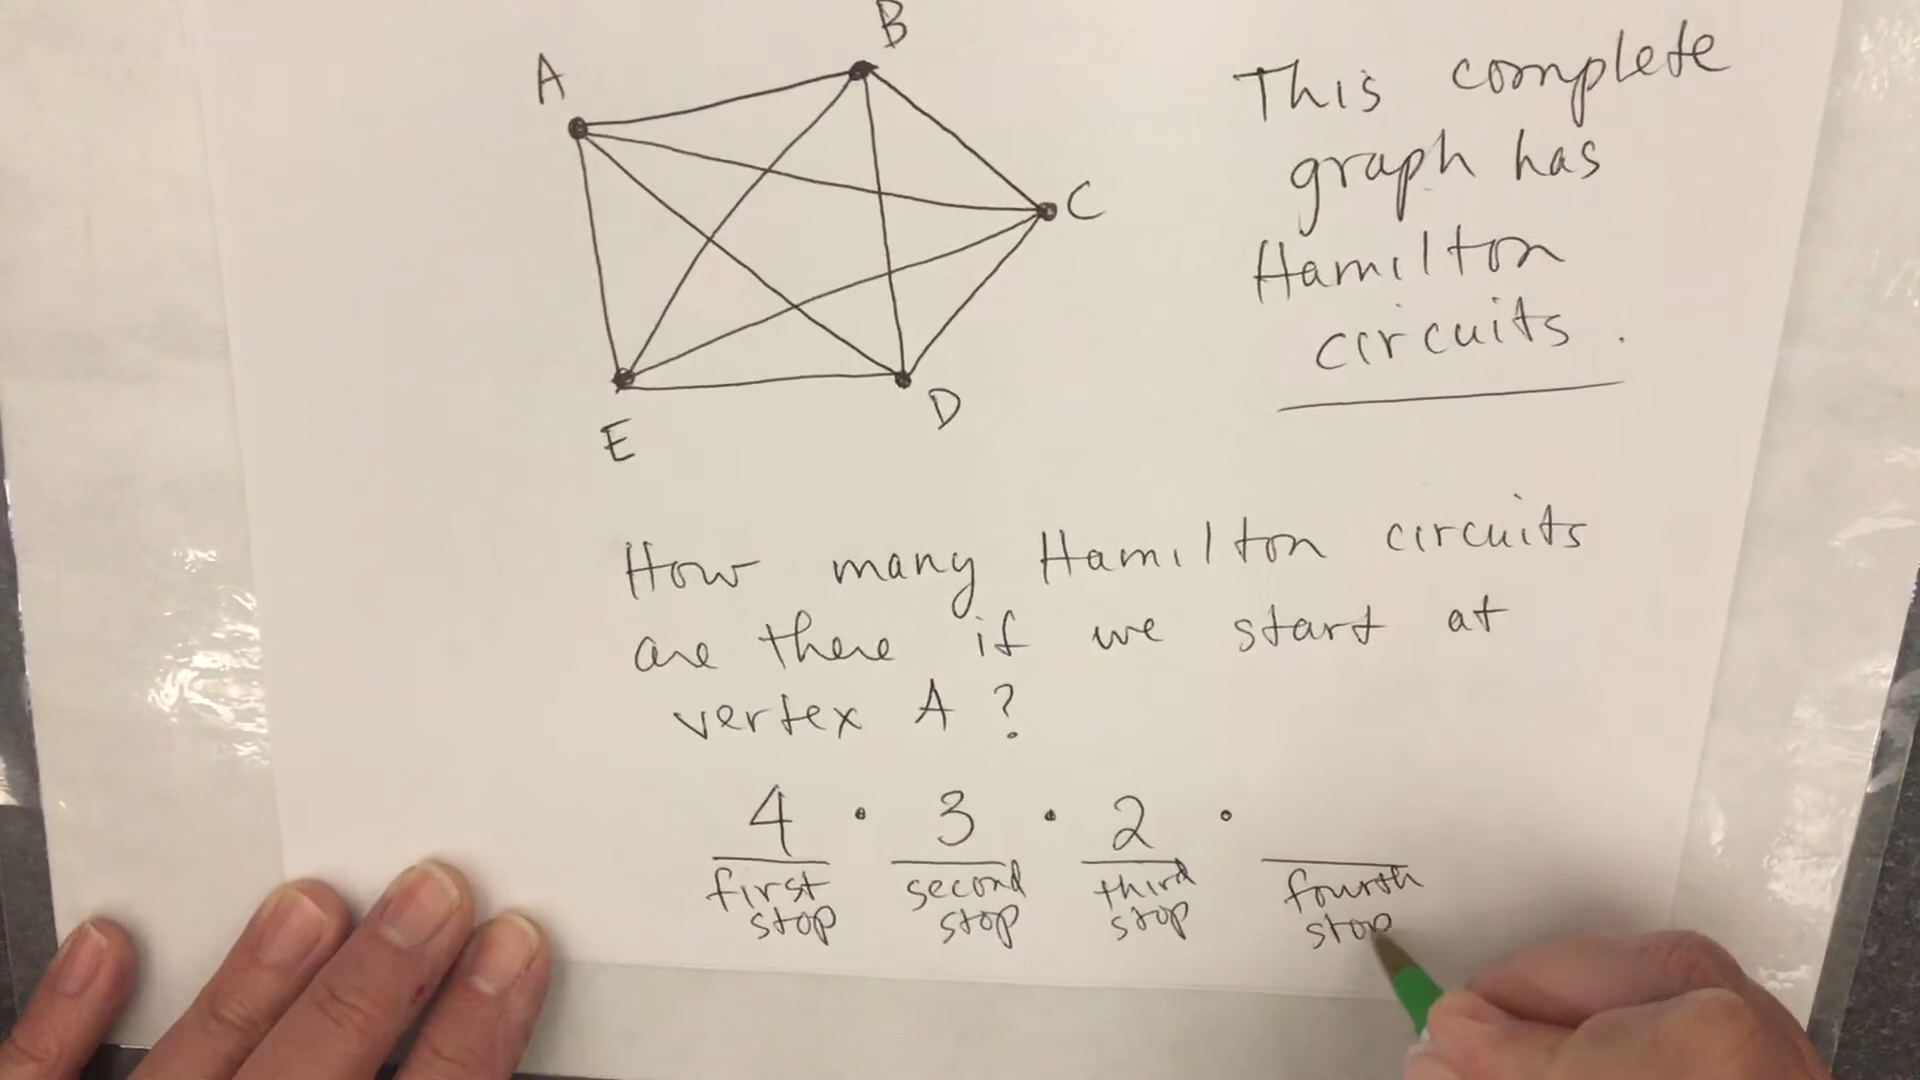 B
A
C
D
E
This complete
graph has
Hamilton
circuits.
How many Hamilton circuits
are there if we start at
vertex A?
4 · 3 · 2 ·
first second third fourth
stop stop stop stop